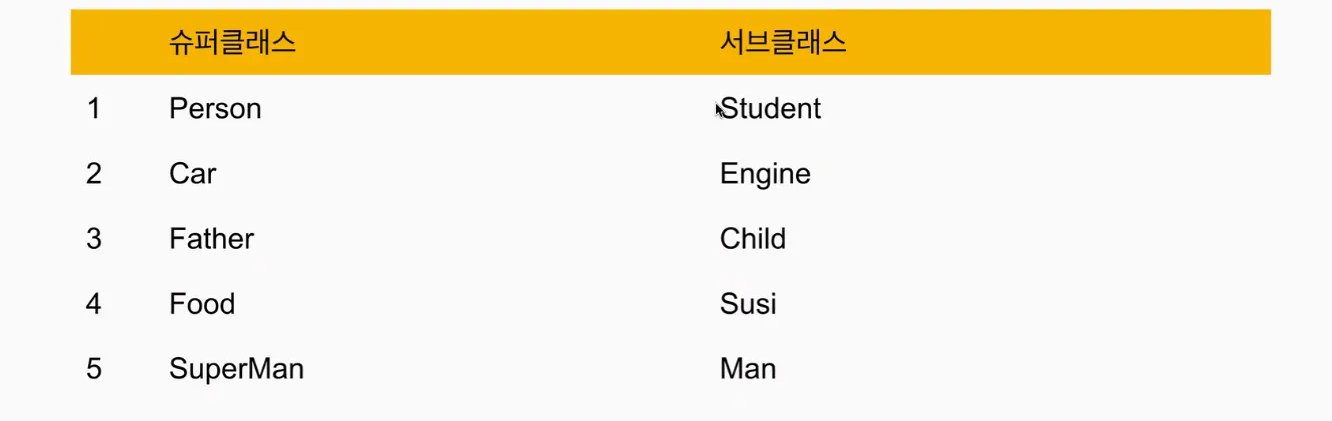 슈퍼클래스 서브클래스
1 Person Student
2 Car Engine
3 Father Child
4 Food Susi
5 SuperMan Man